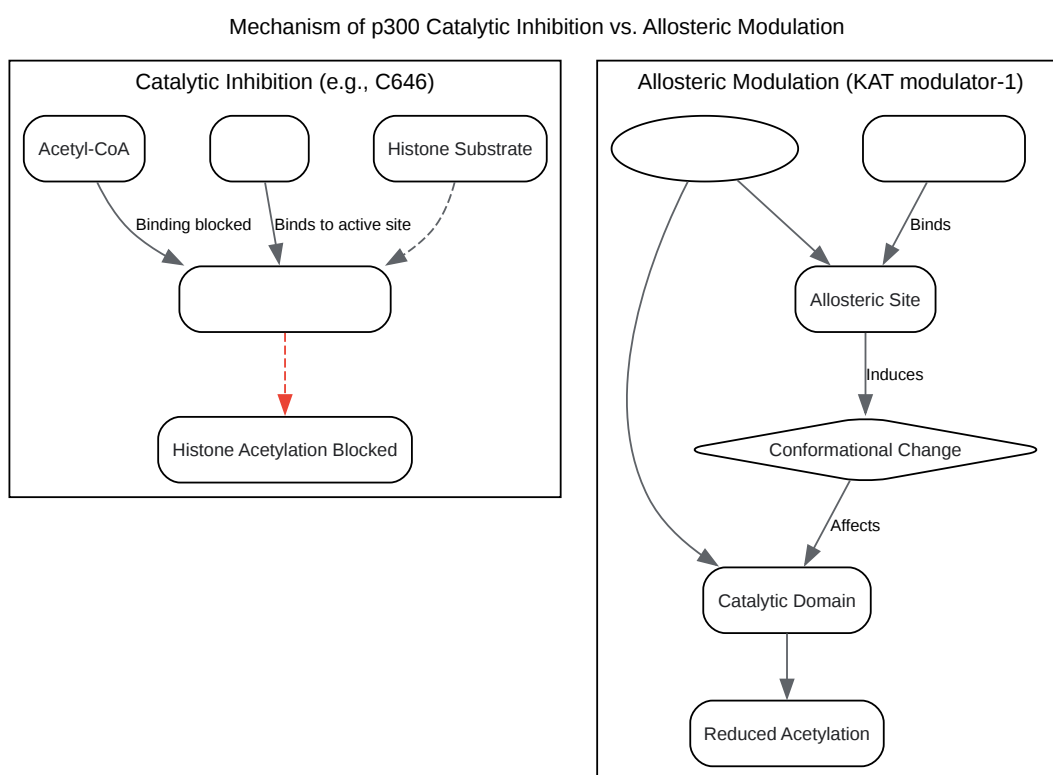 Mechanism of p300 Catalytic Inhibition vs. Allosteric Modulation
Catalytic Inhibition (e.g., C646)
Acetyl-CoA
Histone Substrate
Binding blocked
Binds to active site
Histone Acetylation Blocked
Allosteric Modulation (KAT modulator-1)
Binds
Allosteric Site
Induces
Conformational Change
Affects
Catalytic Domain
Reduced Acetylation